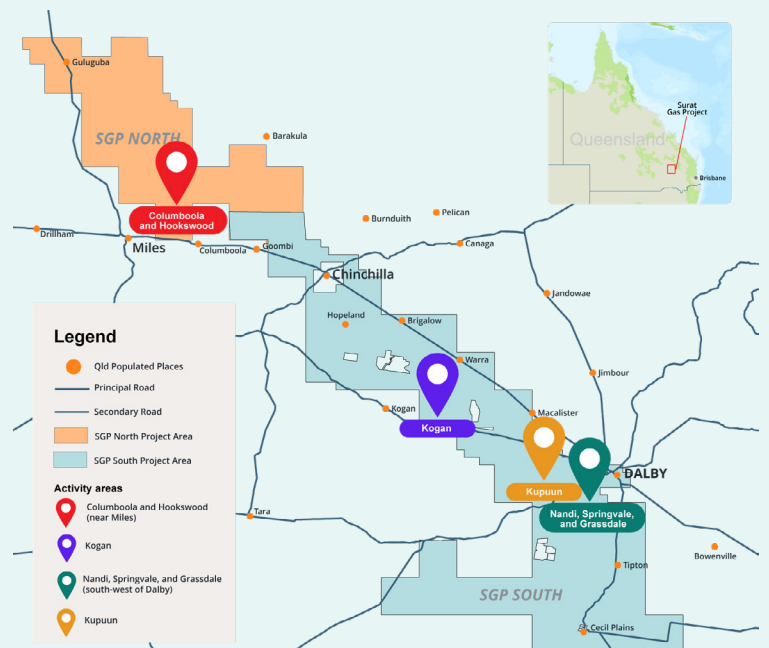 Guluguba
SGP NORTH
Barakula
Columboola
and Hookswood
Drillham
Miles
Columboola
Goombi
Burnduith
Pelican
Canaga
Chinchilla
Jandowae
Hopeland
Brigalow
Warra
Jimbour
Kogan
Kogan
Macalister
Kupuun
DALBY
Nandi, Springvale,
and Grassdale
Tara
Bowenville
Tipton
SGP SOUTH
Cecil Plains
Surat
Gas Project
Queensland
Brisbane
Legend
Qld Populated Places
Principal Road
Secondary Road
SGP North Project Area
SGP South Project Area
Activity areas
Columboola and Hookswood
(near Miles)
Kogan
Nandi, Springvale, and Grassdale
(south-west of Dalby)
Kupuun